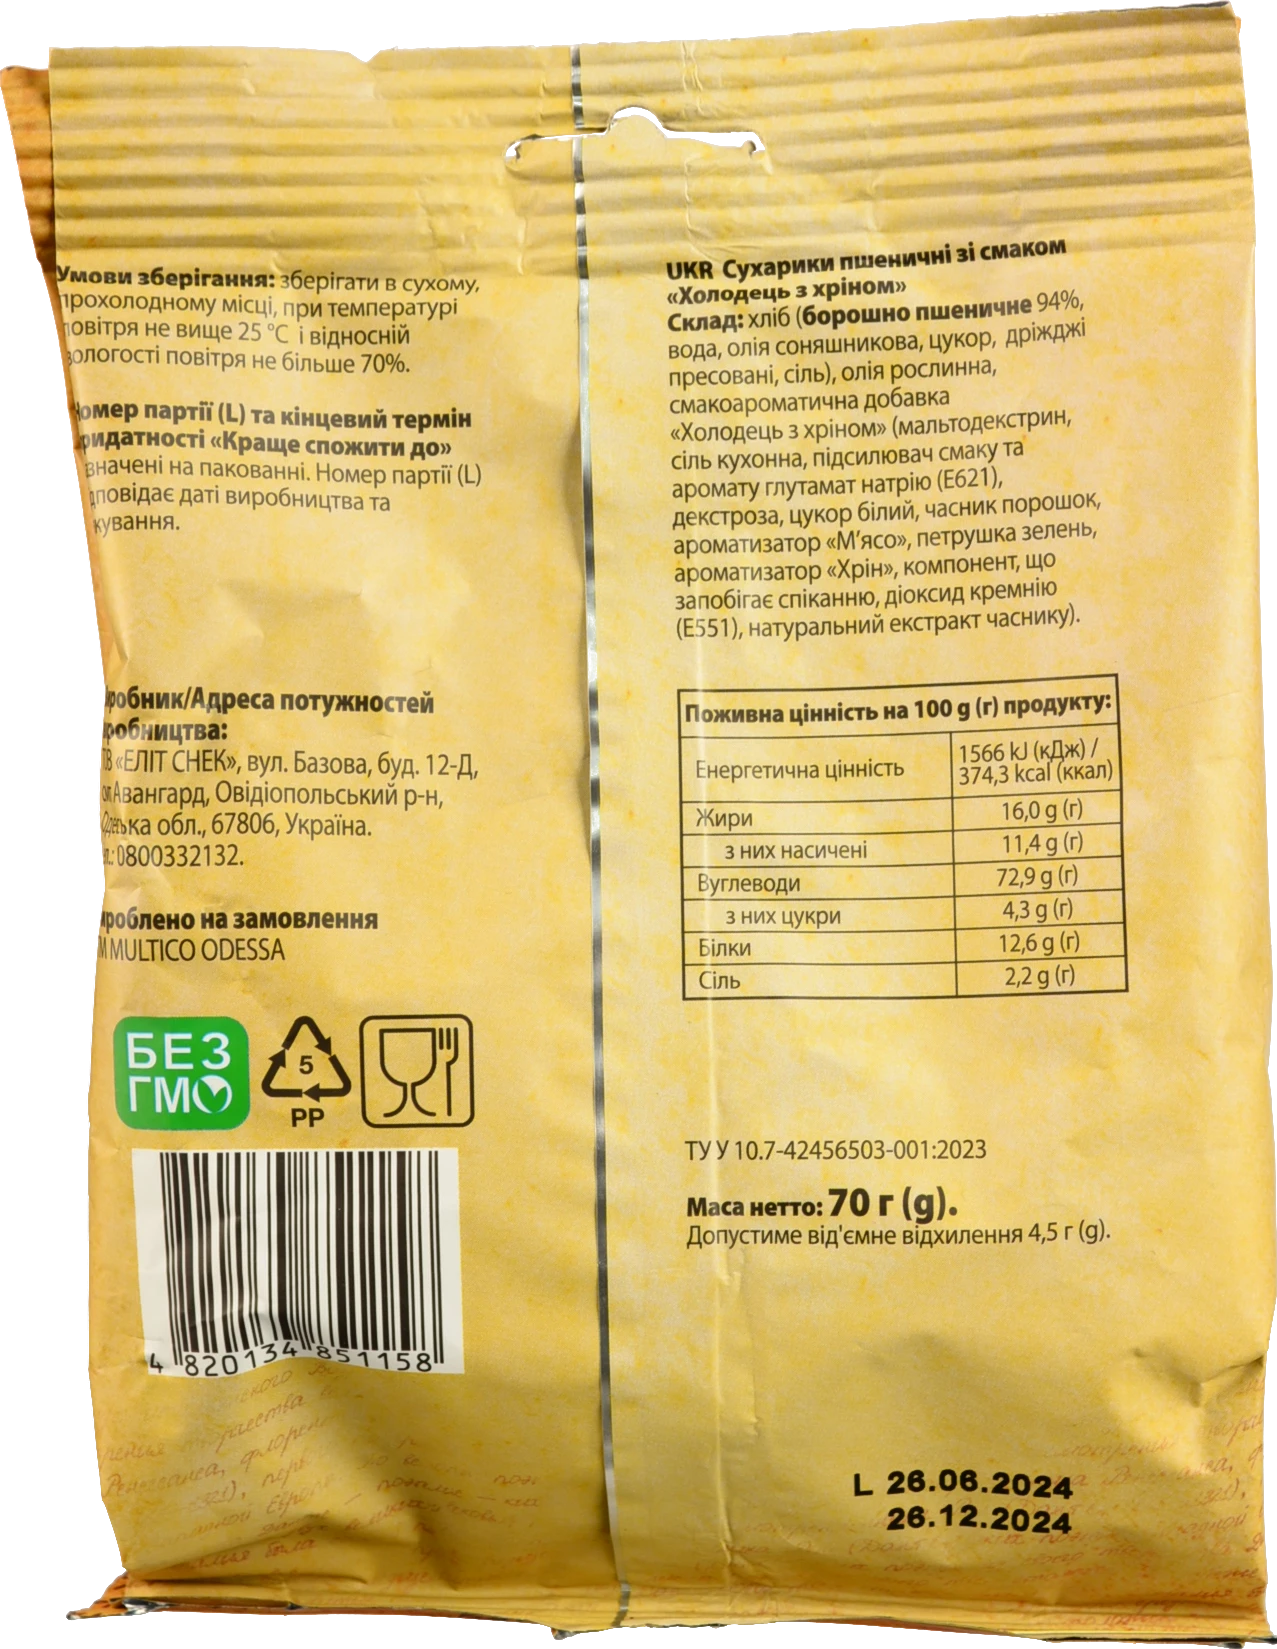 Умови зберігання: зберігати в сухому,
прохолодному місці, при температурі
повітря не вище 25 °C і відносній
вологості повітря не більше 70%.
Номер партії (L) та кінцевий термін
придатності «Краще спожити до»
значені на пакованні. Номер партії (L)
повідає даті виробництва та
кування.
робник/Адреса потужностей
робництва:
ТОВ «ЕЛІТ СНЕК», вул. Базова, буд. 12-Д,
Авангард, Овідіопольський р-н,
Одеська обл., 67806, Україна.
0800332132.
роблено на замовлення
ТМ MULTICO ODESSA
БЕЗ
ГМО
5
PP
4 820134 851158
UKR Сухарики пшеничні зі смаком
«Холодець з хріном»
Склад: хліб (борошно пшеничне 94%,
вода, олія соняшникова, цукор, дріжджі
пресовані, сіль), олія рослинна,
смакоароматична добавка
«Холодець з хріном» (мальтодекстрин,
сіль кухонна, підсилювач смаку та
аромату глутамат натрію (Е621),
декстроза, цукор білий, часник порошок,
ароматизатор «М'ясо», петрушка зелень,
ароматизатор «Хрін», компонент, що
запобігає спіканню, діоксид кремнію
(Е551), натуральний екстракт часнику).
Поживна цінність на 100 g (г) продукту:
Енергетична цінність 1566 kJ (кДж) /
374,3 kcal (ккал)
Жири 16,0 g (г)
з них насичені 11,4 g (г)
Вуглеводи 72,9 g (г)
з них цукри 4,3 g (г)
Білки 12,6 g (г)
Сіль 2,2 g (г)
ТУ У 10.7-42456503-001:2023
Маса нетто: 70 г (g).
Допустиме від'ємне відхилення 4,5 г (g).
L 26.06.2024
26.12.2024